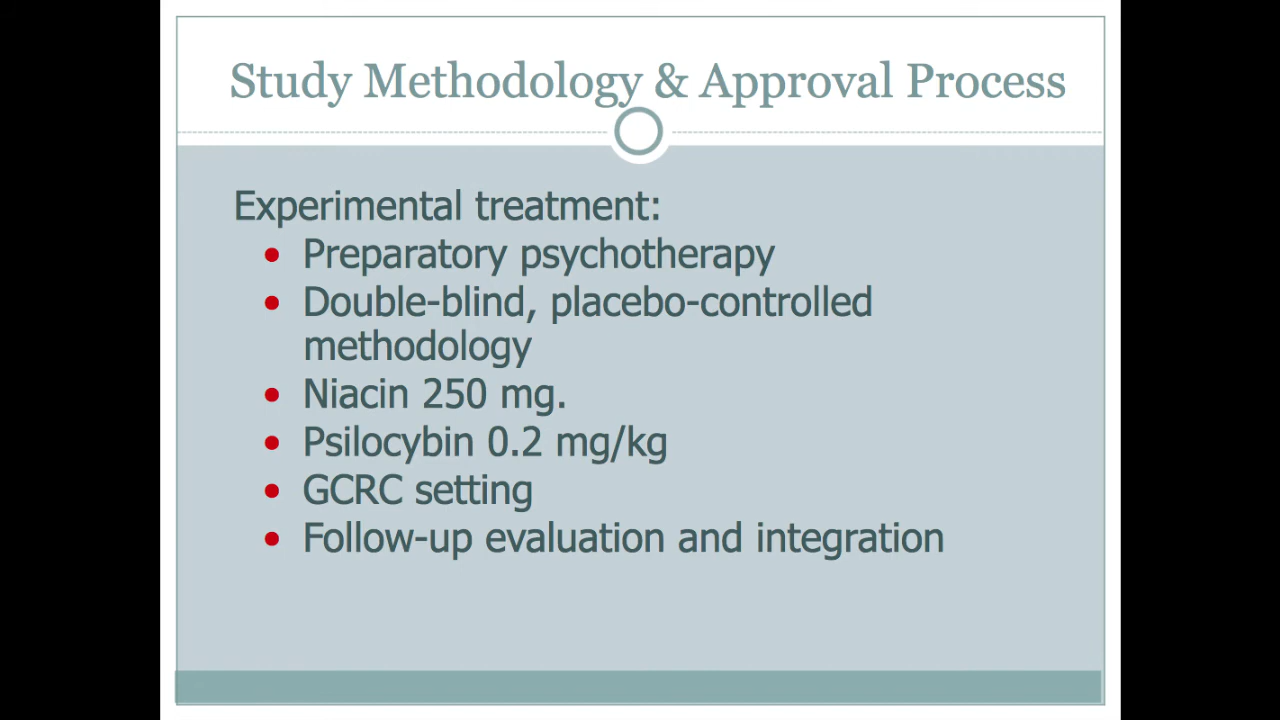 Study Methodology & Approval Process
Experimental treatment:
• Preparatory psychotherapy
• Double-blind, placebo-controlled
methodology
• Niacin 250 mg.
• Psilocybin 0.2 mg/kg
• GCRC setting
• Follow-up evaluation and integration